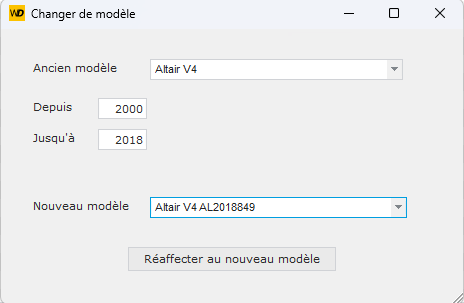 WD Changer de modèle
Ancien modèle Altair V4
Depuis 2000
Jusqu'à 2018
Nouveau modèle Altair V4 AL2018849
Réaffecter au nouveau modèle